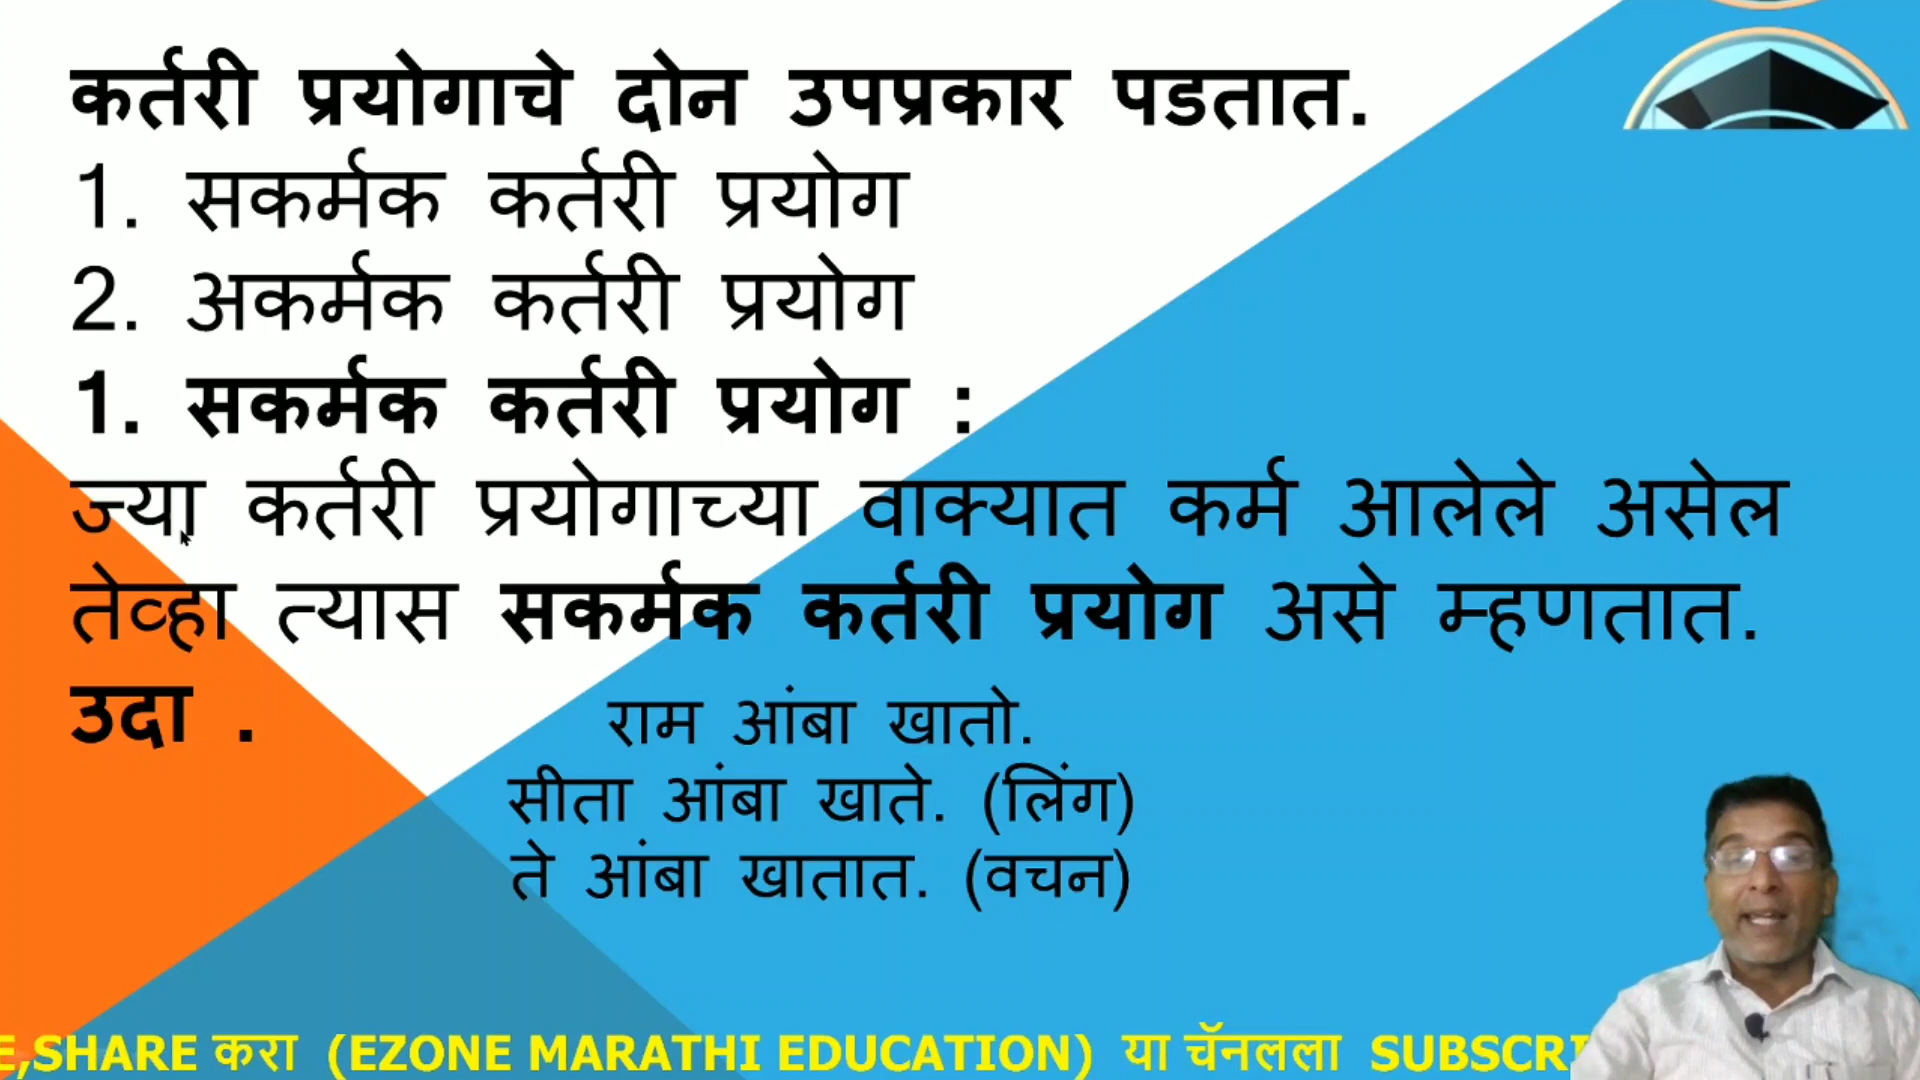 कर्तरी प्रयोगाचे दोन उपप्रकार पडतात.
1. सकर्मक कर्तरी प्रयोग
2. अकर्मक कर्तरी प्रयोग
1. सकर्मक कर्तरी प्रयोग :
ज्या कर्तरी प्रयोगाच्या वाक्यात कर्म आलेले असेल
तेव्हा त्यास सकर्मक कर्तरी प्रयोग असे म्हणतात.
उदा .
राम आंबा खातो.
सीता आंबा खाते. (लिंग)
ते आंबा खातात. (वचन)
E,SHARE करा (EZONE MARATHI EDUCATION) या चॅनलला SUBSCRI